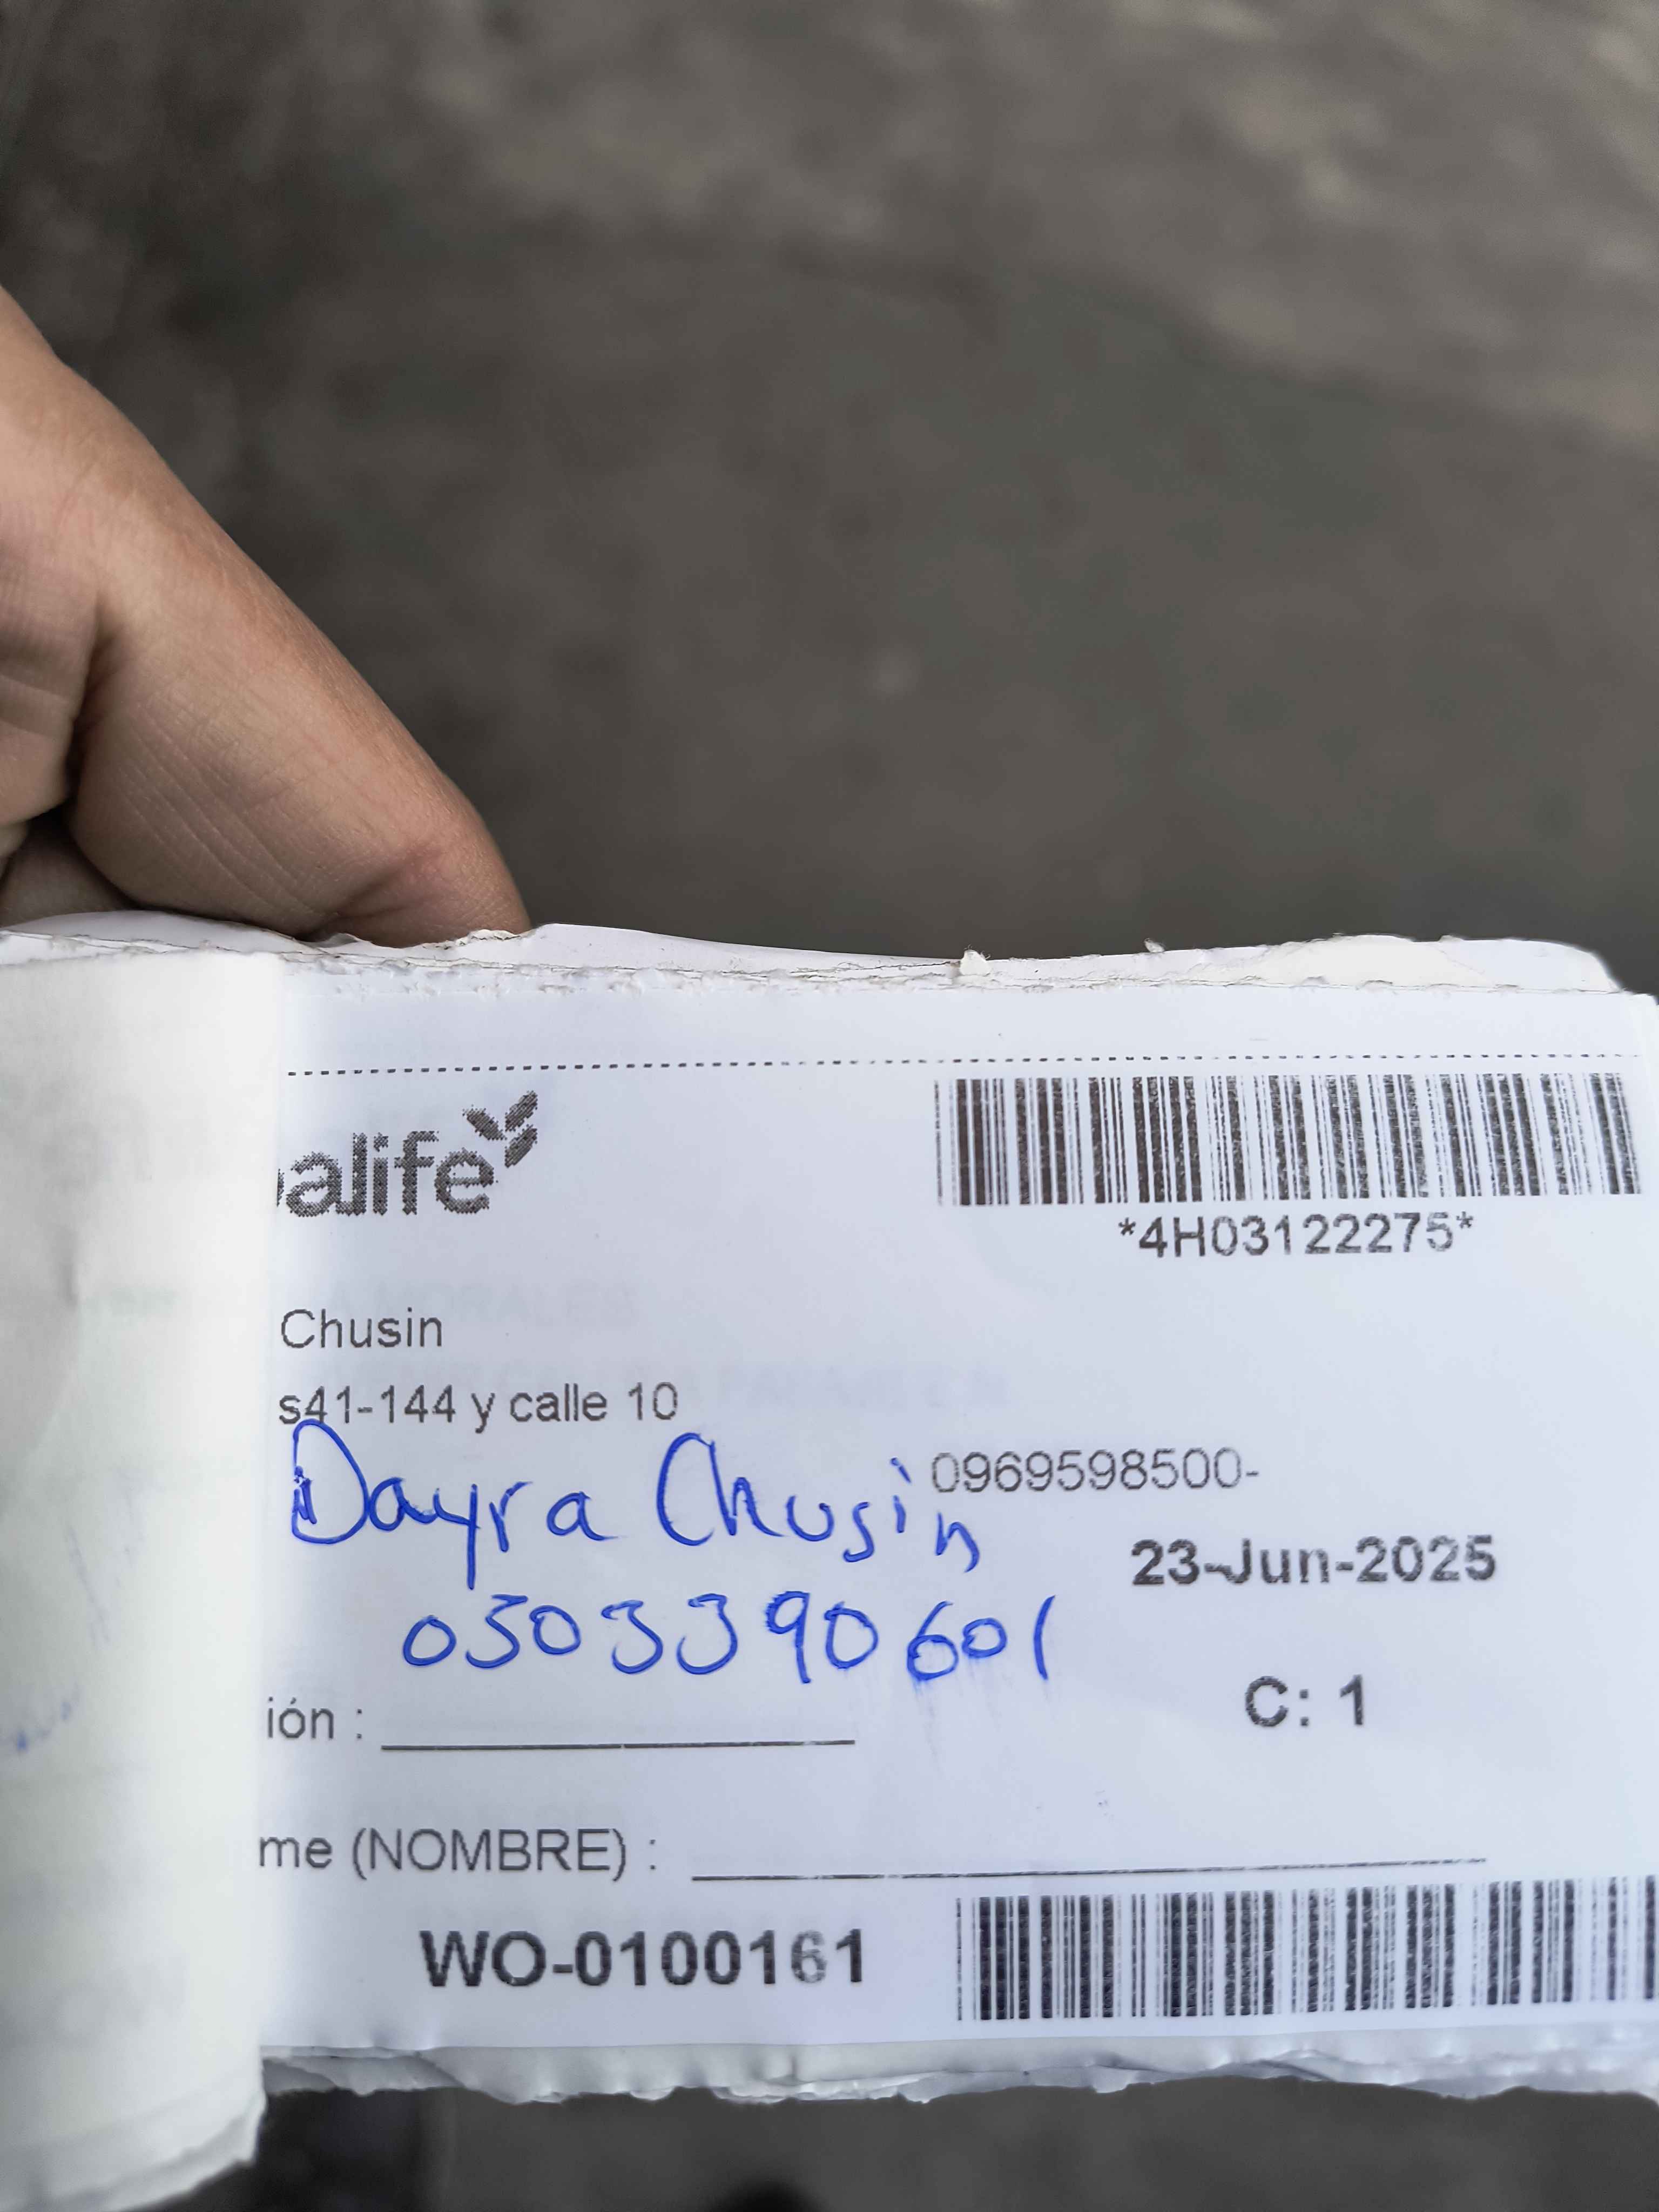 alife
*4H03122275*
Chusin
s41-144 y calle 10
0969598500-
Dayra Chusin
23-Jun-2025
0503390601
C: 1
ión :
me (NOMBRE) :
WO-0100161